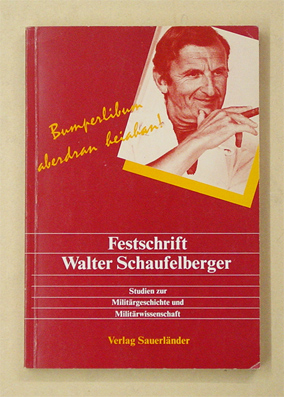 Bumperlibum
aberdran heiahan!
Festschrift
Walter Schaufelberger
Studien zur
Militärgeschichte und
Militärwissenschaft
Verlag Sauerländer